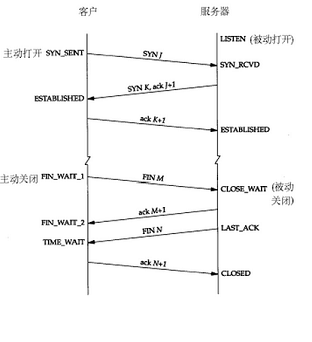 客户
服务器
LISTEN (被动打开)
主动打开 SYN_SENT
SYN J
SYN_RCVD
SYN K, ack J+1
ESTABLISHED
ack K+1
ESTABLISHED
主动关闭 FIN_WAIT_1
FIN M
CLOSE_WAIT (被动
关闭)
ack M+1
FIN_WAIT_2
FIN N
LAST_ACK
TIME_WAIT
ack N+1
CLOSED